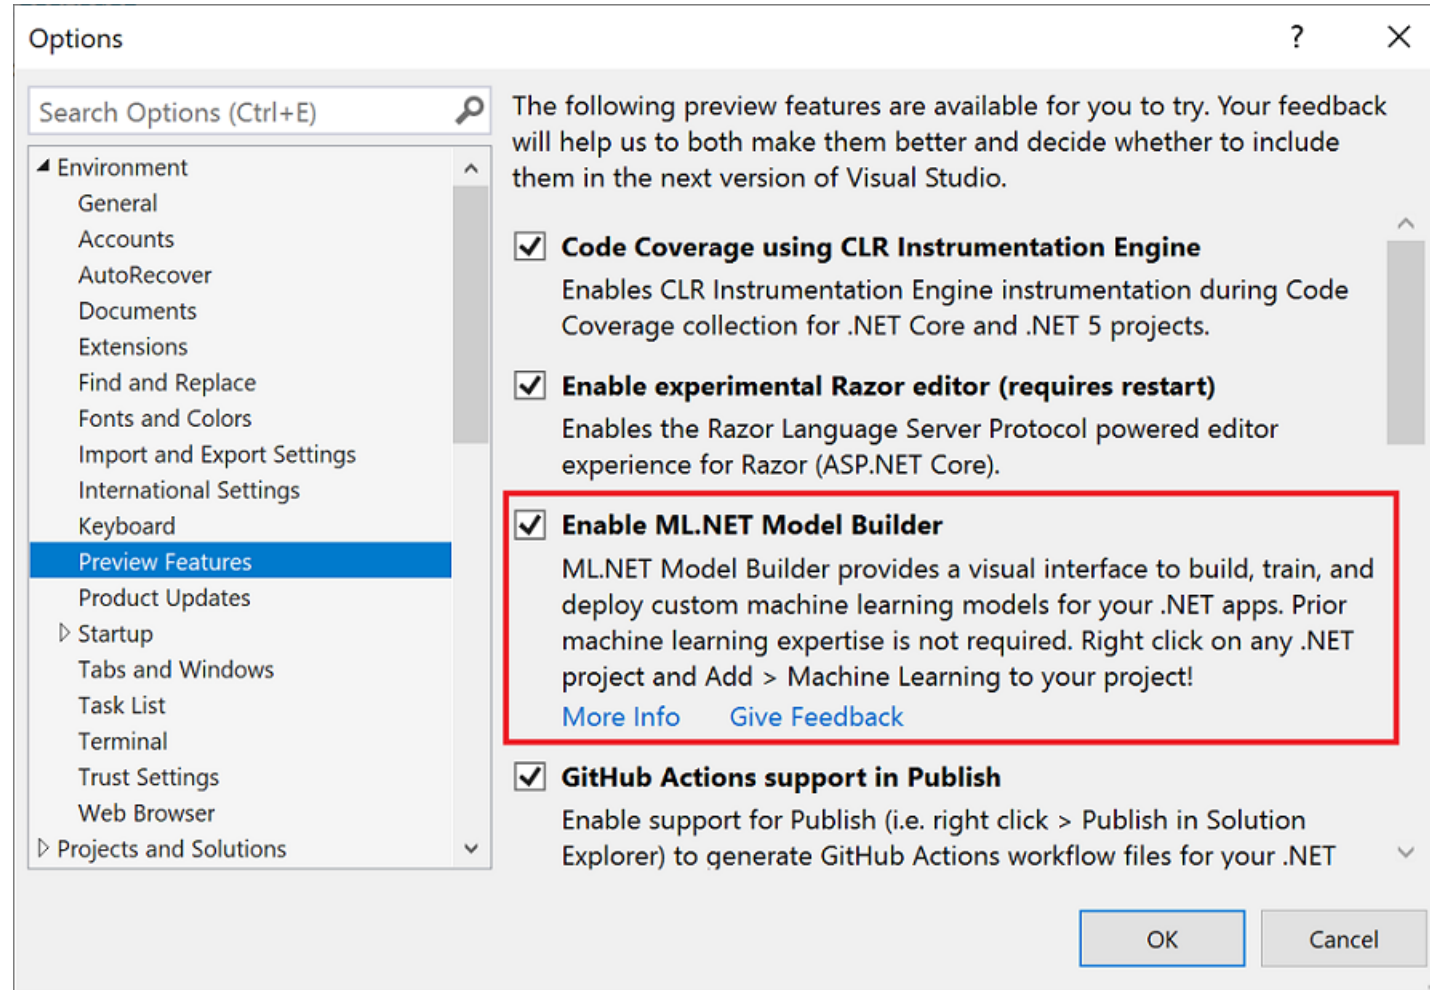 Options
?
Search Options (Ctrl+E)
Environment
General
Accounts
AutoRecover
Documents
Extensions
Find and Replace
Fonts and Colors
Import and Export Settings
International Settings
Keyboard
Preview Features
Product Updates
Startup
Tabs and Windows
Task List
Terminal
Trust Settings
Web Browser
Projects and Solutions
The following preview features are available for you to try. Your feedback
will help us to both make them better and decide whether to include
them in the next version of Visual Studio.
Code Coverage using CLR Instrumentation Engine
Enables CLR Instrumentation Engine instrumentation during Code
Coverage collection for .NET Core and .NET 5 projects.
Enable experimental Razor editor (requires restart)
Enables the Razor Language Server Protocol powered editor
experience for Razor (ASP.NET Core).
Enable ML.NET Model Builder
ML.NET Model Builder provides a visual interface to build, train, and
deploy custom machine learning models for your .NET apps. Prior
machine learning expertise is not required. Right click on any .NET
project and Add > Machine Learning to your project!
More Info Give Feedback
GitHub Actions support in Publish
Enable support for Publish (i.e. right click > Publish in Solution
Explorer) to generate GitHub Actions workflow files for your .NET
OK Cancel